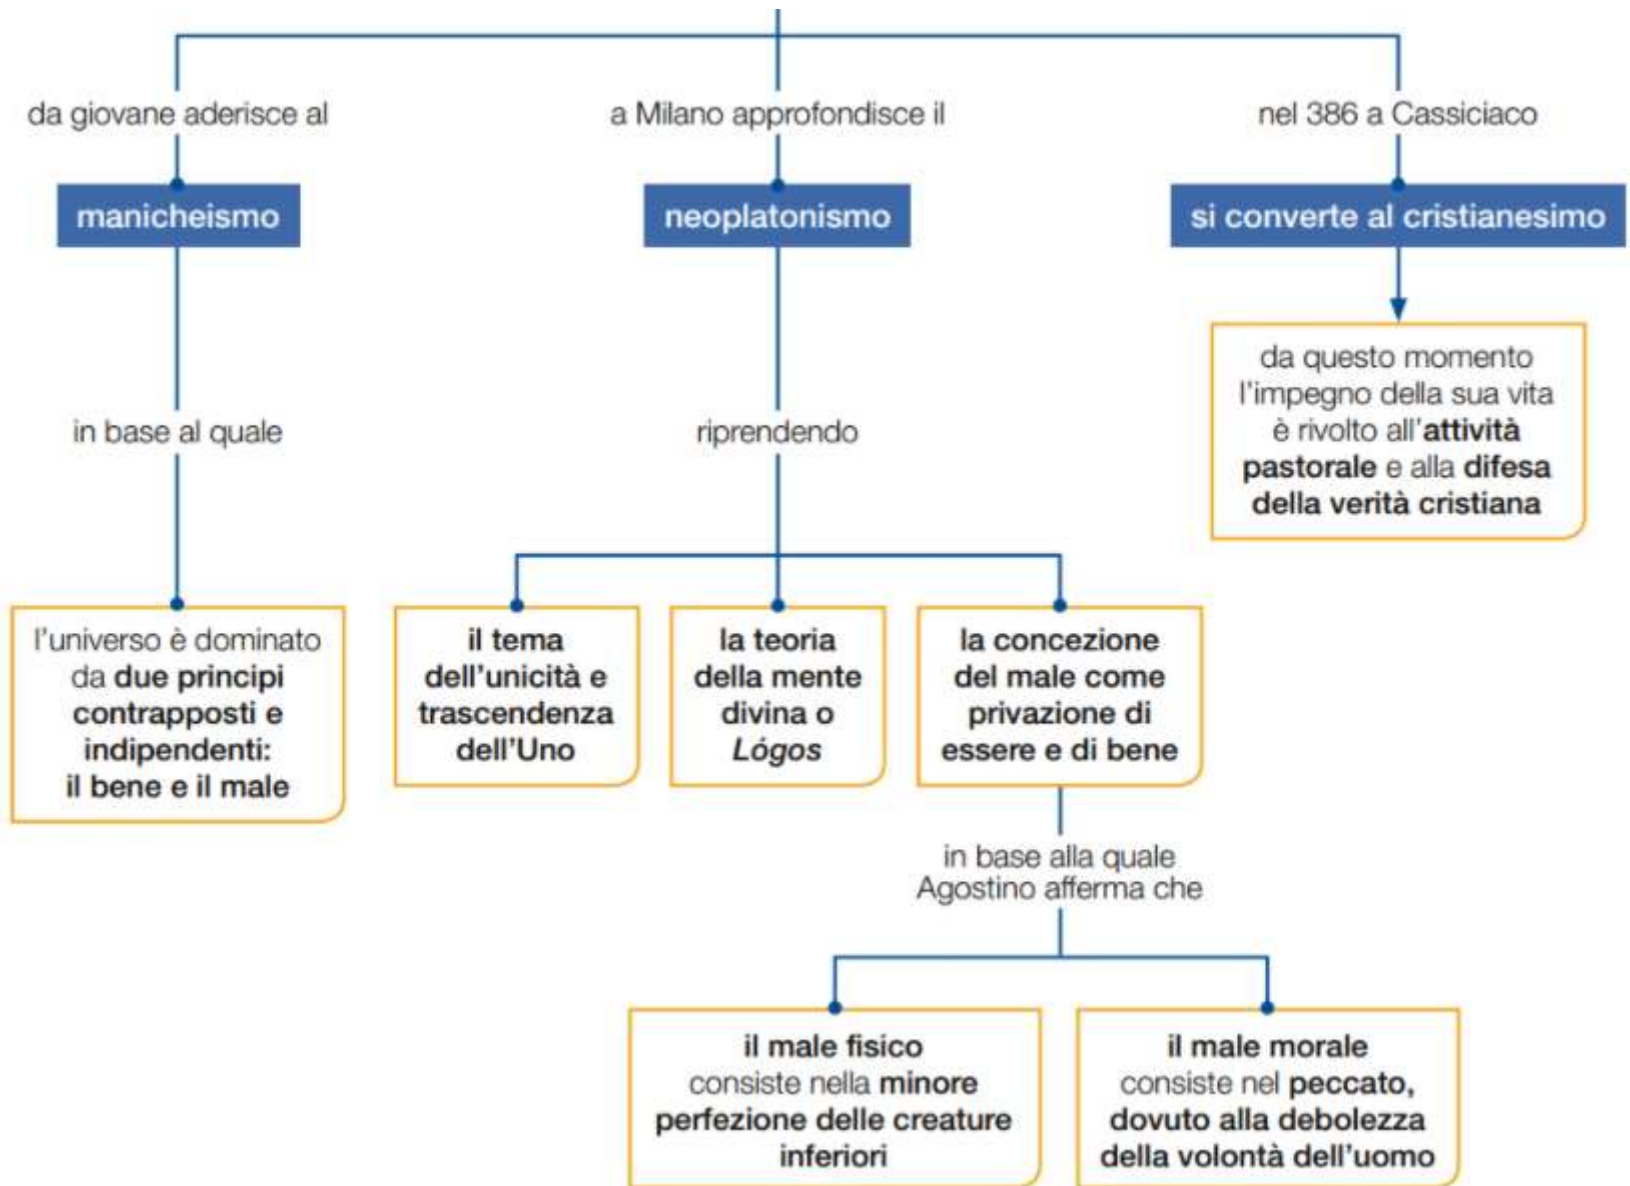 da giovane aderisce al
manicheismo
in base al quale
l'universo è dominato
da due principi
contrapposti e
indipendenti:
il bene e il male
a Milano approfondisce il
neoplatonismo
riprendendo
il tema
dell'unicità e
trascendenza
dell'Uno
la teoria
della mente
divina o
Lógos
la concezione
del male come
privazione di
essere e di bene
in base alla quale
Agostino afferma che
il male fisico
consiste nella minore
perfezione delle creature
inferiori
il male morale
consiste nel peccato,
dovuto alla debolezza
della volontà dell'uomo
nel 386 a Cassiciaco
si converte al cristianesimo
da questo momento
l'impegno della sua vita
è rivolto all'attività
pastorale e alla difesa
della verità cristiana